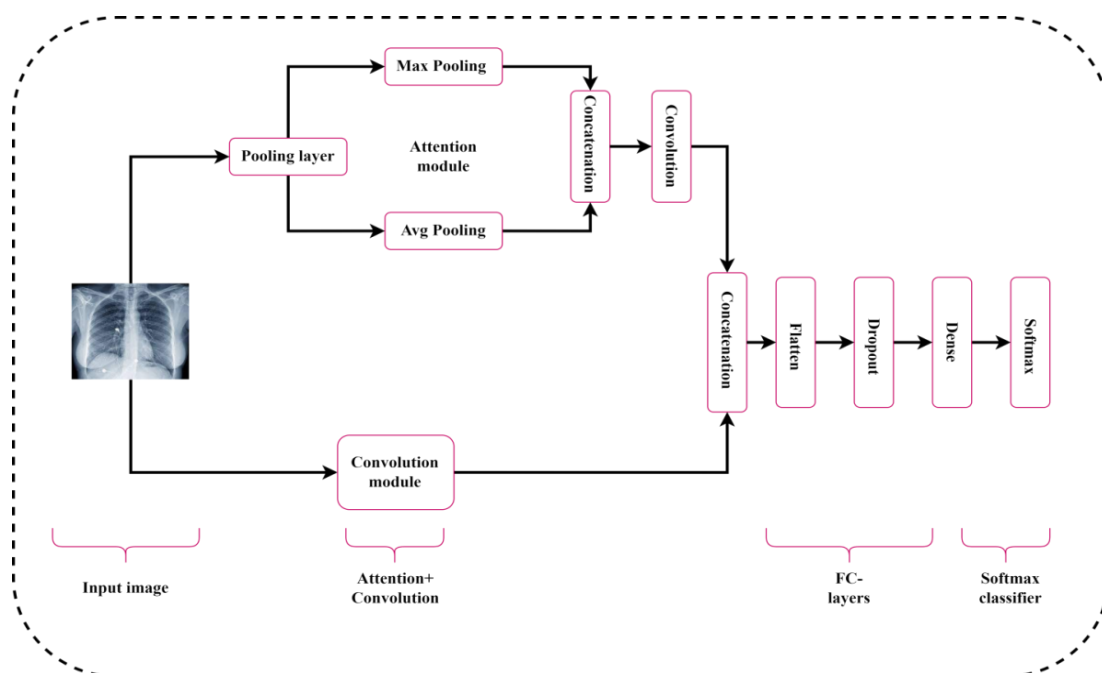 Max Pooling
Pooling layer
Attention
module
Avg Pooling
Concatenation
Convolution
Convolution
module
Concatenation
Flatten
Dropout
Dense
Softmax
Input image
Attention+
Convolution
FC-
layers
Softmax
classifier